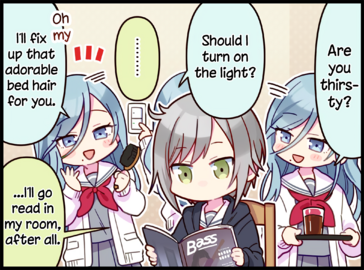 Are
you
thirs-
ty?
Should I
turn on
the light?
.........
Oh
my
I'll fix
up that
adorable
bed hair
for you.
...I'll go
read in
my room,
after all.
Bass